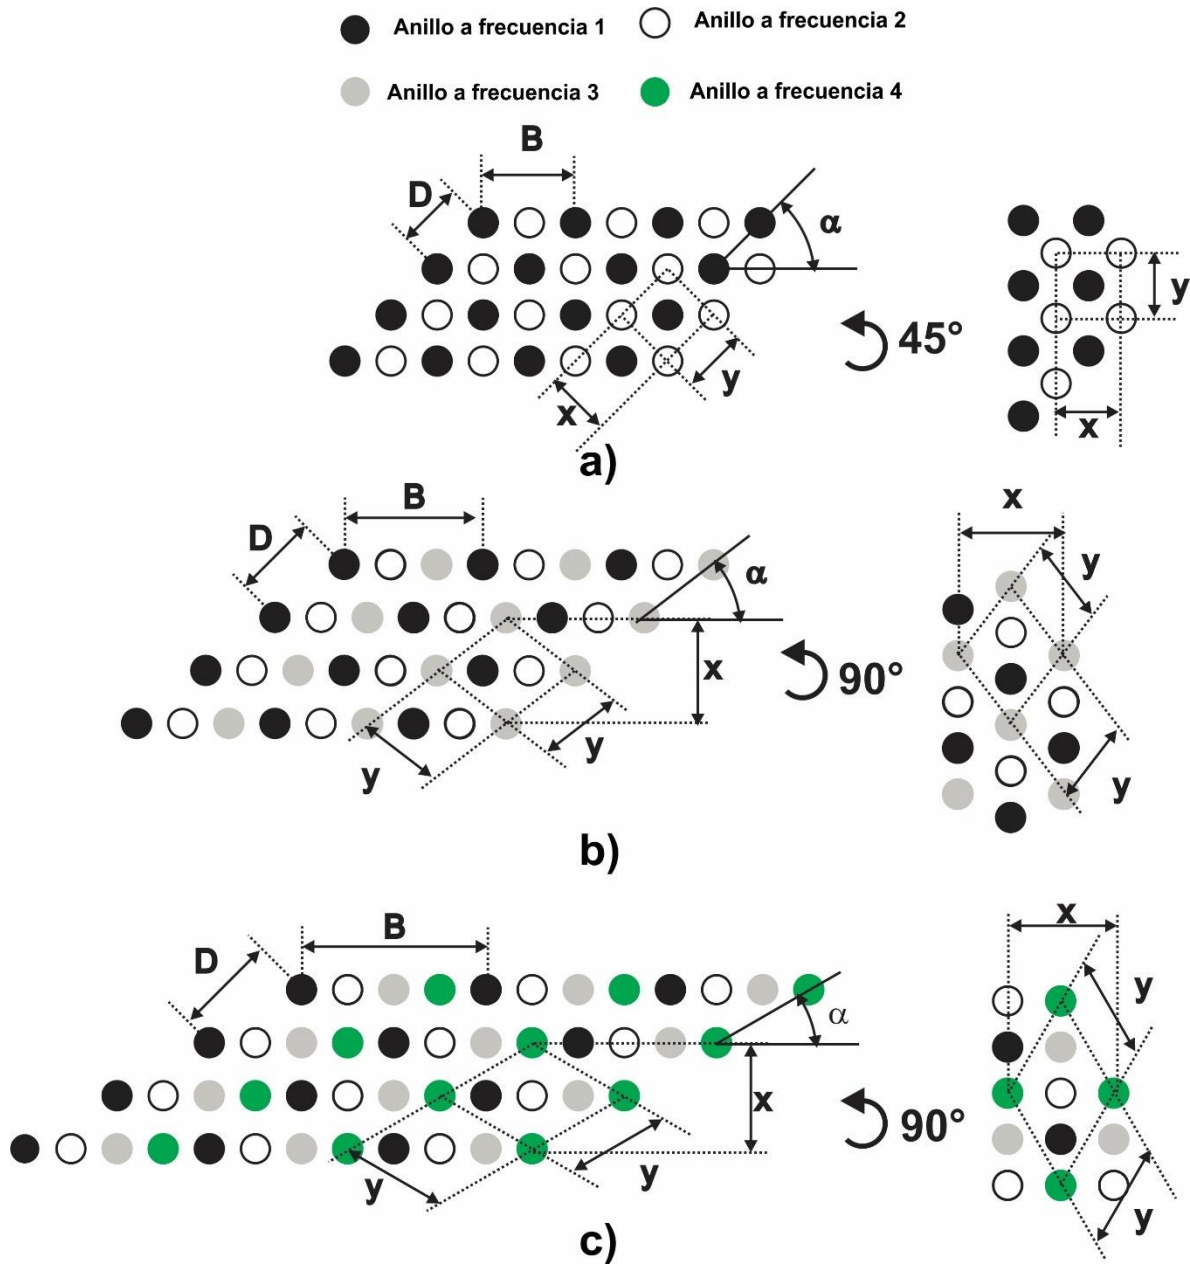 Anillo a frecuencia 1 Anillo a frecuencia 2
Anillo a frecuencia 3 Anillo a frecuencia 4
B
D
α
y
45°
y
x
x
a)
B
x
D
α
y
x
90°
y
y
y
b)
B
x
D
y
α
x
90°
y
y
y
c)